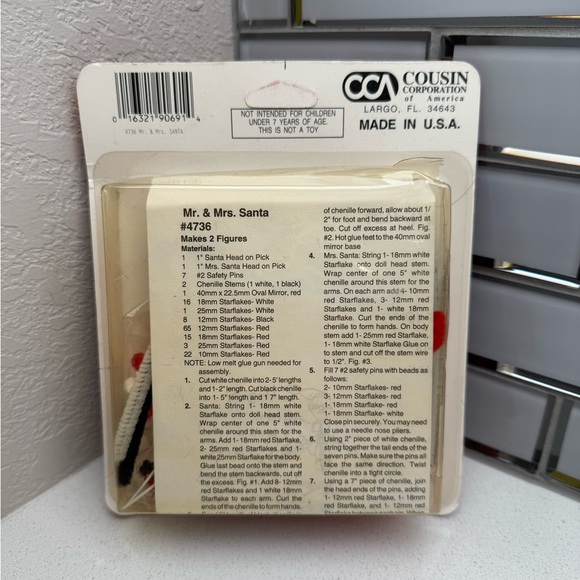 0 16321 90691 4
4736 Mr. & Mrs. SANTA
NOT INTENDED FOR CHILDREN
UNDER 7 YEARS OF AGE.
THIS IS NOT A TOY
CCA COUSIN
CORPORATION
of America
LARGO, FL. 34643
MADE IN U.S.A.
Mr. & Mrs. Santa
#4736
Makes 2 Figures
Materials:
1 1" Santa Head on Pick
1 1" Mrs. Santa Head on Pick
7 #2 Safety Pins
2 Chenille Stems (1 white, 1 black)
1 40mm x 22.5mm Oval Mirror, red
16 18mm Starflakes- White
1 25mm Starflakes- White
8 12mm Starflakes- Black
65 12mm Starflakes- Red
15 18mm Starflakes- Red
3 25mm Starflakes- Red
22 10mm Starflakes- Red
NOTE: Low melt glue gun needed for
assembly.
1. Cut white chenille into 2- 5' lengths
and 1-2" length. Cut black chenille
into 1- 5" length and 1 7" length.
2. Santa: String 1- 18mm white
Starflake onto doll head stem.
Wrap center of one 5" white
chenille around this stem for the
arms. Add 1-18mm red Starflake,
2- 25mm red Starflakes and 1-
white 25mm Starflake for the body.
Glue last bead onto the stem and
bend the stem backwards, cut off
the excess. Fig. #1. Add 8- 12mm
red Starflakes and 1 white 18mm
Starflake to each arm. Curl the
ends of the chenille to form hands.
of chenille forward, allow about 1/
2" for foot and bend backward at
toe. Cut off excess at heel. Fig.
#2. Hot glue feet to the 40mm oval
mirror base
4. Mrs. Santa: String 1- 18mm white
Starflake onto doll head stem.
Wrap center of one 5" white
chenille around this stem for the
arms. On each arm add 4- 10mm
red Starflakes, 3- 12mm red
Starflakes and 1- white 18mm
Starflake. Curl the ends of the
chenille to form hands. On body
stem add 1- 25mm red Starflake,
1- 18mm white Starflake Glue on
to stem and cut off the stem wire
to 1/2". Fig. #3.
5. Fill 7 #2 safety pins with beads as
follows:
2- 10mm Starflakes- red
3- 12mm Starflakes- red
1- 18mm Starflakes- red
1- 18mm Starflake- white
Close pin securely. You may need
to use a needle nose pliers.
6. Using 2" piece of white chenille,
string together the tail ends of the
seven pins. Make sure the pins all
face the same direction. Twist
chenille into a tight circle.
7. Using a 7" piece of chenille, join
the head ends of the pins, adding
1- 12mm red Starflake, 1- 18mm
red Starflake, and 1- 12mm red
Starflake between each pin. When